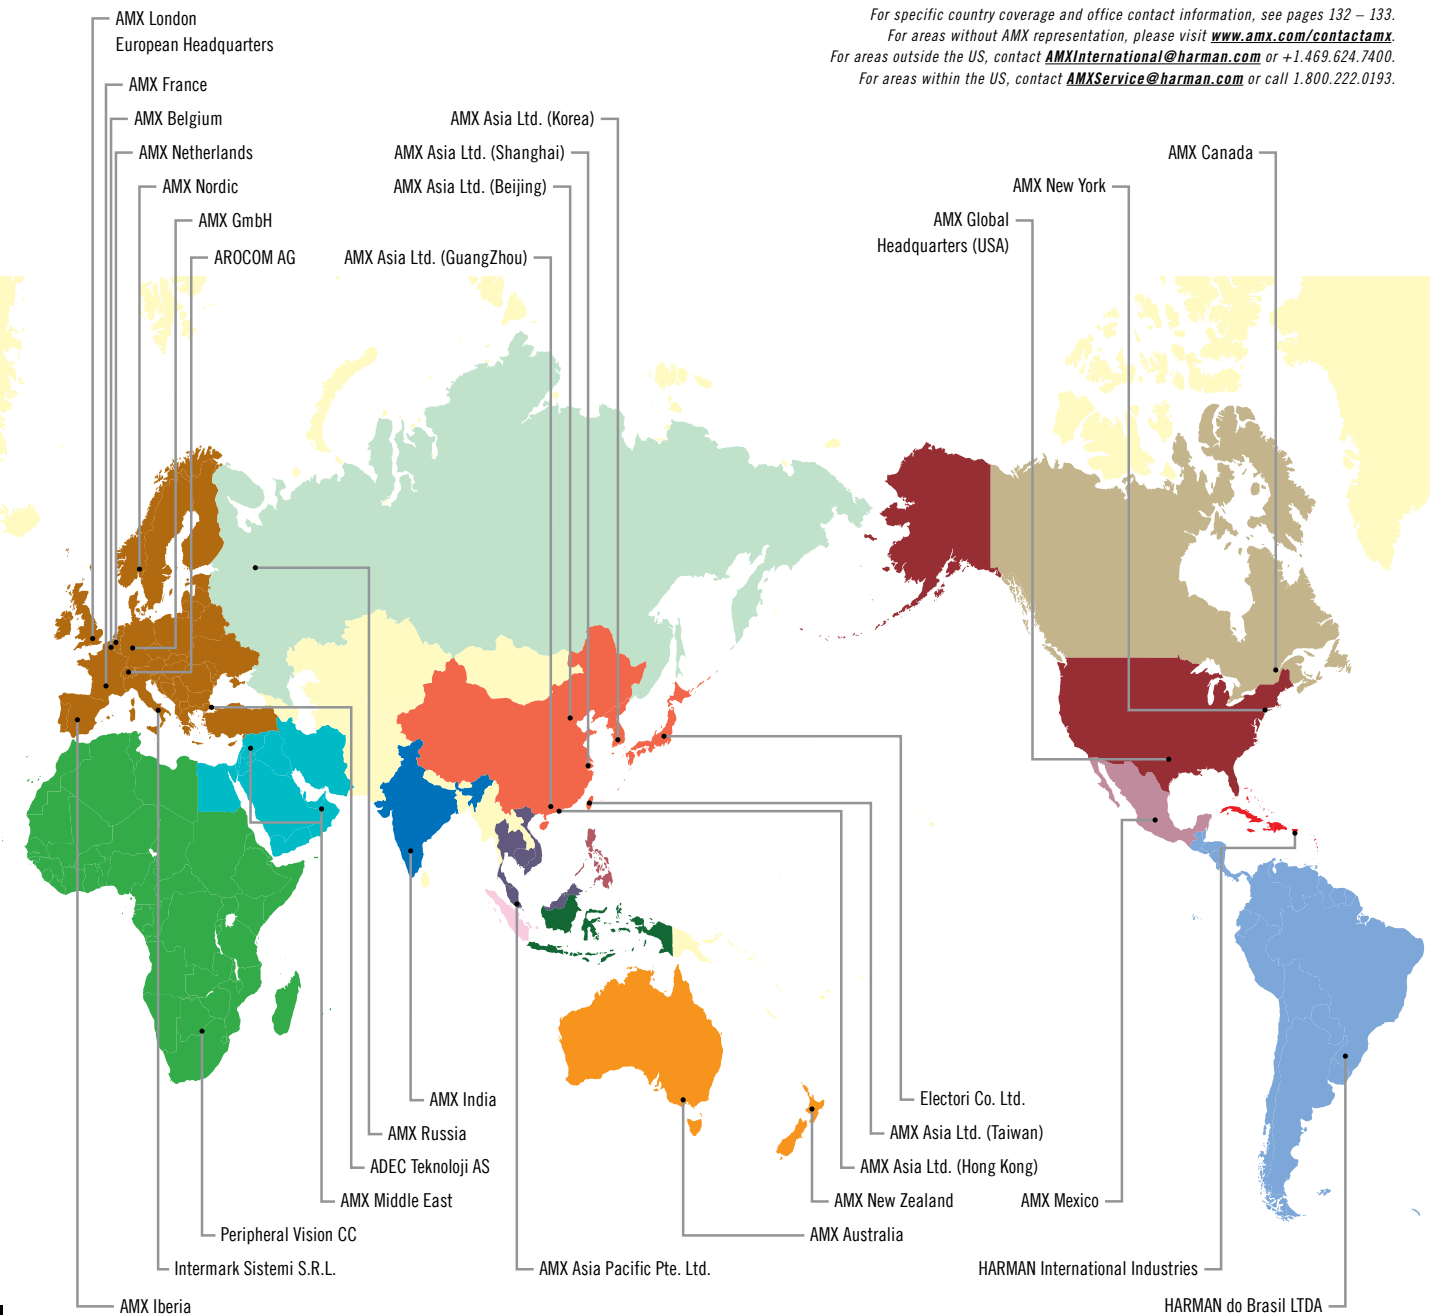 For specific country coverage and office contact information, see pages 132 – 133.
For areas without AMX representation, please visit www.amx.com/contactamx.
For areas outside the US, contact AMXInternational@harman.com or +1.469.624.7400.
For areas within the US, contact AMXService@harman.com or call 1.800.222.0193.
AMX London
European Headquarters
AMX France
AMX Belgium
AMX Netherlands
AMX Nordic
AMX GmbH
AROCOM AG
AMX Asia Ltd. (Korea)
AMX Asia Ltd. (Shanghai)
AMX Asia Ltd. (Beijing)
AMX Asia Ltd. (GuangZhou)
AMX Canada
AMX New York
AMX Global
Headquarters (USA)
AMX India
AMX Russia
ADEC Teknoloji AS
AMX Middle East
Peripheral Vision CC
Intermark Sistemi S.R.L.
AMX Iberia
Electori Co. Ltd.
AMX Asia Ltd. (Taiwan)
AMX Asia Ltd. (Hong Kong)
AMX New Zealand
AMX Australia
AMX Asia Pacific Pte. Ltd.
AMX Mexico
HARMAN International Industries
HARMAN do Brasil LTDA